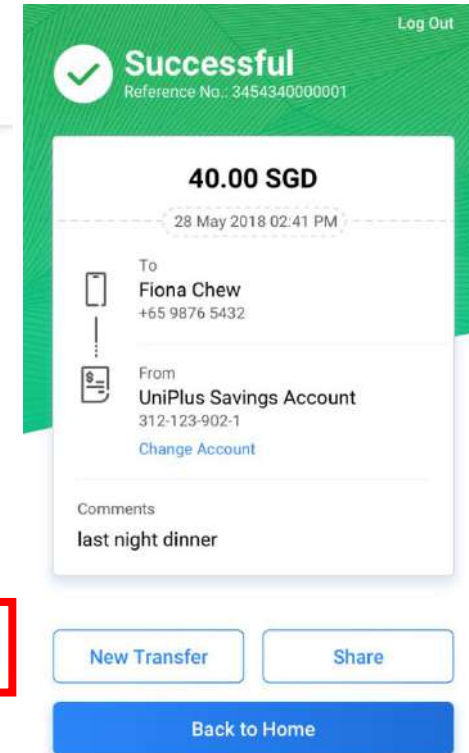 Log Out
Successful
Reference No.: 3454340000001
40.00 SGD
28 May 2018 02:41 PM
To
Fiona Chew
+65 9876 5432
From
UniPlus Savings Account
312-123-902-1
Change Account
Comments
last night dinner
New Transfer
Share
Back to Home